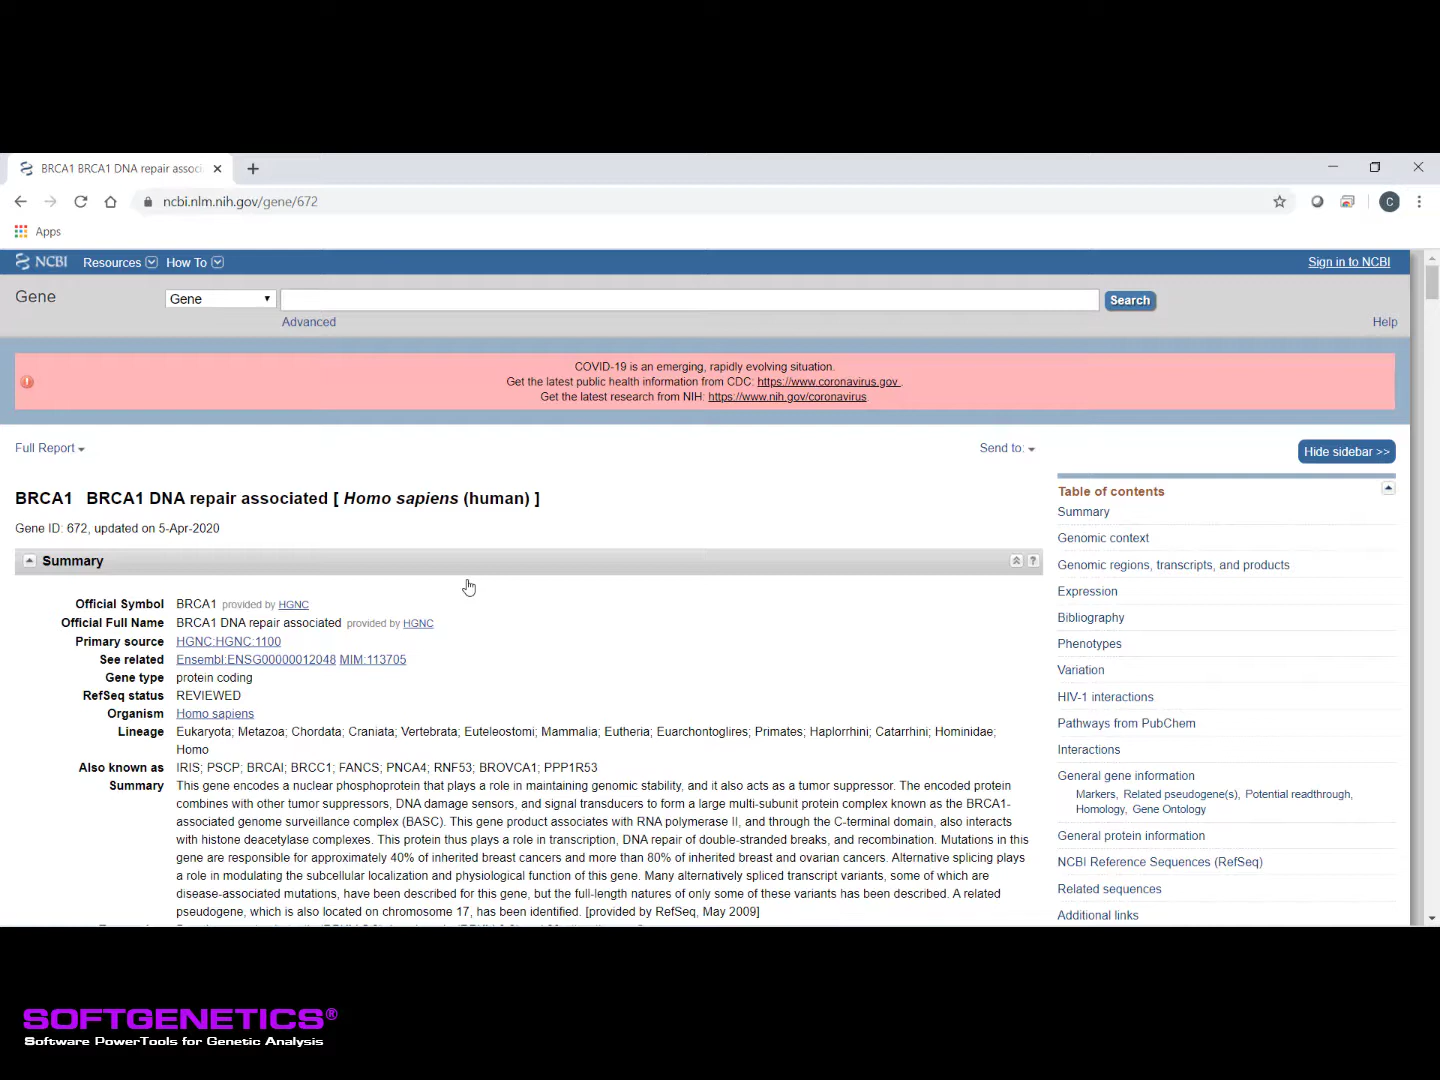 BRCA1 BRCA1 DNA repair associ
ncbi.nlm.nih.gov/gene/672
C
Apps
NCBI Resources How To Sign in to NCBI
Gene Gene Search
Advanced Help
COVID-19 is an emerging, rapidly evolving situation.
Get the latest public health information from CDC: https://www.coronavirus.gov .
Get the latest research from NIH: https://www.nih.gov/coronavirus.
Full Report Send to: Hide sidebar >>
BRCA1 BRCA1 DNA repair associated [ Homo sapiens (human) ]
Gene ID: 672, updated on 5-Apr-2020
Summary ?
Official Symbol BRCA1 provided by HGNC
Official Full Name BRCA1 DNA repair associated provided by HGNC
Primary source HGNC:HGNC:1100
See related Ensembl:ENSG00000012048 MIM:113705
Gene type protein coding
RefSeq status REVIEWED
Organism Homo sapiens
Lineage Eukaryota; Metazoa; Chordata; Craniata; Vertebrata; Euteleostomi; Mammalia; Eutheria; Euarchontoglires; Primates; Haplorrhini; Catarrhini; Hominidae;
Homo
Also known as IRIS; PSCP; BRCAI; BRCC1; FANCS; PNCA4; RNF53; BROVCA1; PPP1R53
Summary This gene encodes a nuclear phosphoprotein that plays a role in maintaining genomic stability, and it also acts as a tumor suppressor. The encoded protein
combines with other tumor suppressors, DNA damage sensors, and signal transducers to form a large multi-subunit protein complex known as the BRCA1-
associated genome surveillance complex (BASC). This gene product associates with RNA polymerase II, and through the C-terminal domain, also interacts
with histone deacetylase complexes. This protein thus plays a role in transcription, DNA repair of double-stranded breaks, and recombination. Mutations in this
gene are responsible for approximately 40% of inherited breast cancers and more than 80% of inherited breast and ovarian cancers. Alternative splicing plays
a role in modulating the subcellular localization and physiological function of this gene. Many alternatively spliced transcript variants, some of which are
disease-associated mutations, have been described for this gene, but the full-length natures of only some of these variants has been described. A related
pseudogene, which is also located on chromosome 17, has been identified. [provided by RefSeq, May 2009]
Table of contents
Summary
Genomic context
Genomic regions, transcripts, and products
Expression
Bibliography
Phenotypes
Variation
HIV-1 interactions
Pathways from PubChem
Interactions
General gene information
Markers, Related pseudogene(s), Potential readthrough,
Homology, Gene Ontology
General protein information
NCBI Reference Sequences (RefSeq)
Related sequences
Additional links
SOFTGENETICS®
Software PowerTools for Genetic Analysis